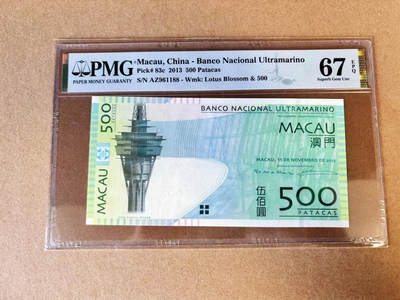 PMG
PAPER MONEY GUARANTY
Macau, China - Banco Nacional Ultramarino
Pick# 83c 2013 500 Patacas
S/N AZ961188 - Wmk: Lotus Blossom & 500
67 EPQ
Superb Gem Unc
BANCO NACIONAL ULTRAMARINO
MACAU
澳門
MACAU 500
伍佰圓
500
PATACAS